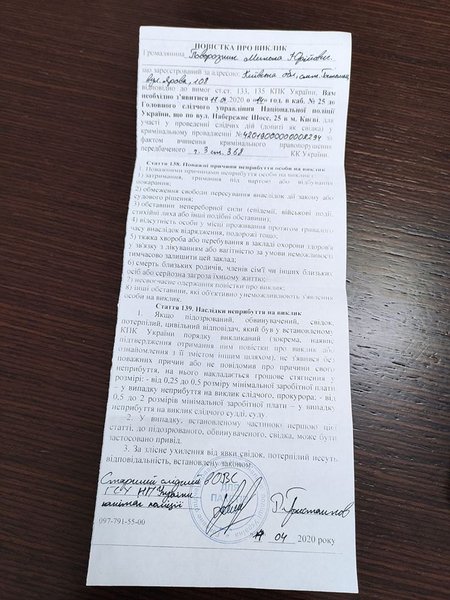 ПОВІСТКА ПРО ВИКЛИК
Громадянина Микола Юрійович
що зареєстрований за адресою: Київська обл.,
вул. Ярова, 108
відповідно до вимог ст.ст. 133, 135 КПК України, Вам
необхідно з'явитися 17.04 2020 о «14» год. в каб. № 25 до
Головного слідчого управління Національної поліції
України, що по вул. Набережне Шосе, 25 в м. Києві, для
участі у проведенні слідчих дій (допиті як свідка) у
кримінальному провадженні № за
фактом вчинення кримінального правопорушення
передбаченого ч. 3 ст. 368 КК України.
Стаття 138. Поважні причини неприбуття особи на виклик
1. Поважними причинами неприбуття особи на виклик є:
1) затримання, тримання під вартою або відбування
покарання;
2) обмеження свободи пересування внаслідок дії закону або
судового рішення;
3) обставини непереборної сили (епідемії, військові події,
стихійні лиха або інші подібні обставини);
4) відсутність особи у місці проживання протягом тривалого
часу внаслідок відрядження, подорожі тощо;
5) тяжка хвороба або перебування в закладі охорони здоров'я
у зв'язку з лікуванням або вагітністю за умови неможливості
тимчасово залишити цей заклад;
6) смерть близьких родичів, членів сім'ї чи інших близьких
осіб або серйозна загроза їхньому життю;
7) несвоєчасне одержання повістки про виклик;
8) інші обставини, які об'єктивно унеможливлюють з'явлення
особи на виклик.
Стаття 139. Наслідки неприбуття на виклик
1. Якщо підозрюваний, обвинувачений, свідок,
потерпілий, цивільний відповідач, який був у встановленому
КПК України порядку викликаний (зокрема, наявне
підтвердження отримання ним повістки про виклик або
ознайомлення з її змістом іншим шляхом), не з'явився без
поважних причин або не повідомив про причини свого
неприбуття, на нього накладається грошове стягнення у
розмірі: - від 0,25 до 0,5 розміру мінімальної заробітної плати -
у випадку неприбуття на виклик слідчого, прокурора; - від
0,5 до 2 розмірів мінімальної заробітної плати – у випадку
неприбуття на виклик слідчого судді, суду.
2. У випадку, встановленому частиною першою цієї
статті, до підозрюваного, обвинуваченого, свідка, може бути
застосовано привід.
3. За злісне ухилення від явки свідок, потерпілий несуть
відповідальність, встановлену законом.
Старший слідчий ВОВС
ГСУ НП України
капітан поліції
097-791-55-00
04 2020 року